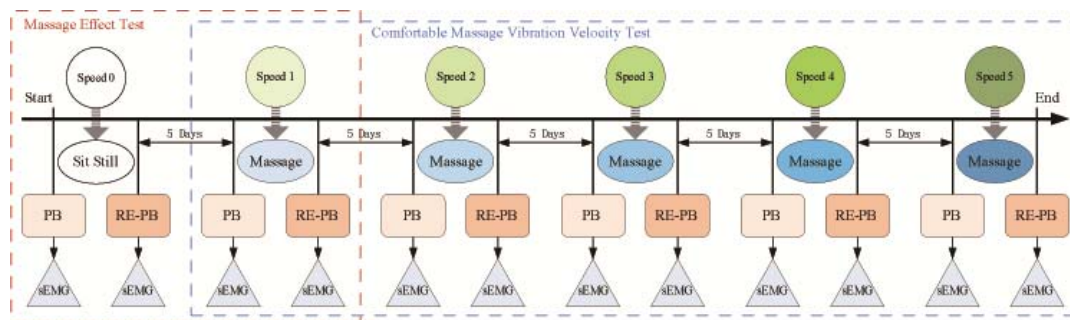 Massage Effect Test
Comfortable Massage Vibration Velocity Test
Speed 0
Speed 1
Speed 2
Speed 3
Speed 4
Speed 5
Start
End
5 Days
5 Days
5 Days
5 Days
5 Days
Sit Still
Massage
Massage
Massage
Massage
Massage
PB
RE-PB
PB
RE-PB
PB
RE-PB
PB
RE-PB
PB
RE-PB
PB
RE-PB
sEMG
sEMG
sEMG
sEMG
sEMG
sEMG
sEMG
sEMG
sEMG
sEMG
sEMG
sEMG